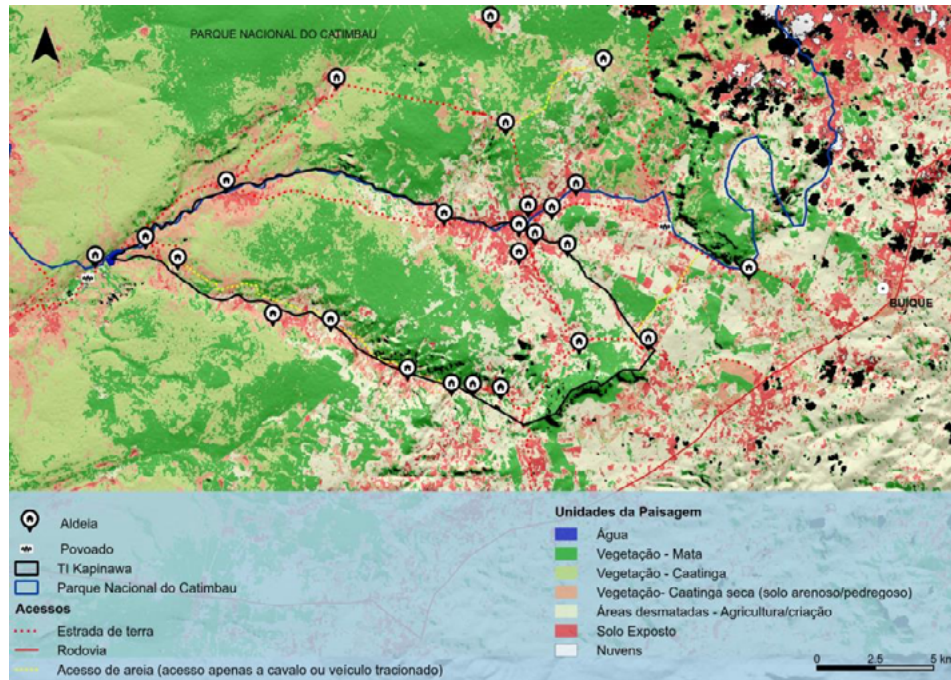 PARQUE NACIONAL DO CATIMBAU
BUIQUE
Aldeia
Povoado
TI Kapinawa
Parque Nacional do Catimbau
Acessos
Estrada de terra
Rodovia
Acesso de areia (acesso apenas a cavalo ou veículo tracionado)
Unidades da Paisagem
Água
Vegetação - Mata
Vegetação - Caatinga
Vegetação- Caatinga seca (solo arenoso/pedregoso)
Áreas desmatadas - Agricultura/criação
Solo Exposto
Nuvens
0 2.5 5 km